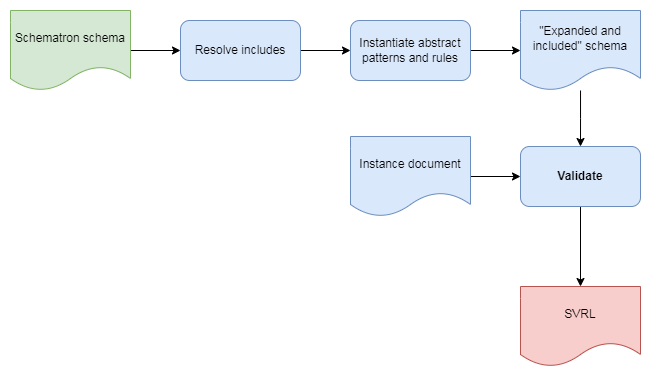 Schematron schema
Resolve includes
Instantiate abstract
patterns and rules
"Expanded and
included" schema
Instance document
Validate
SVRL